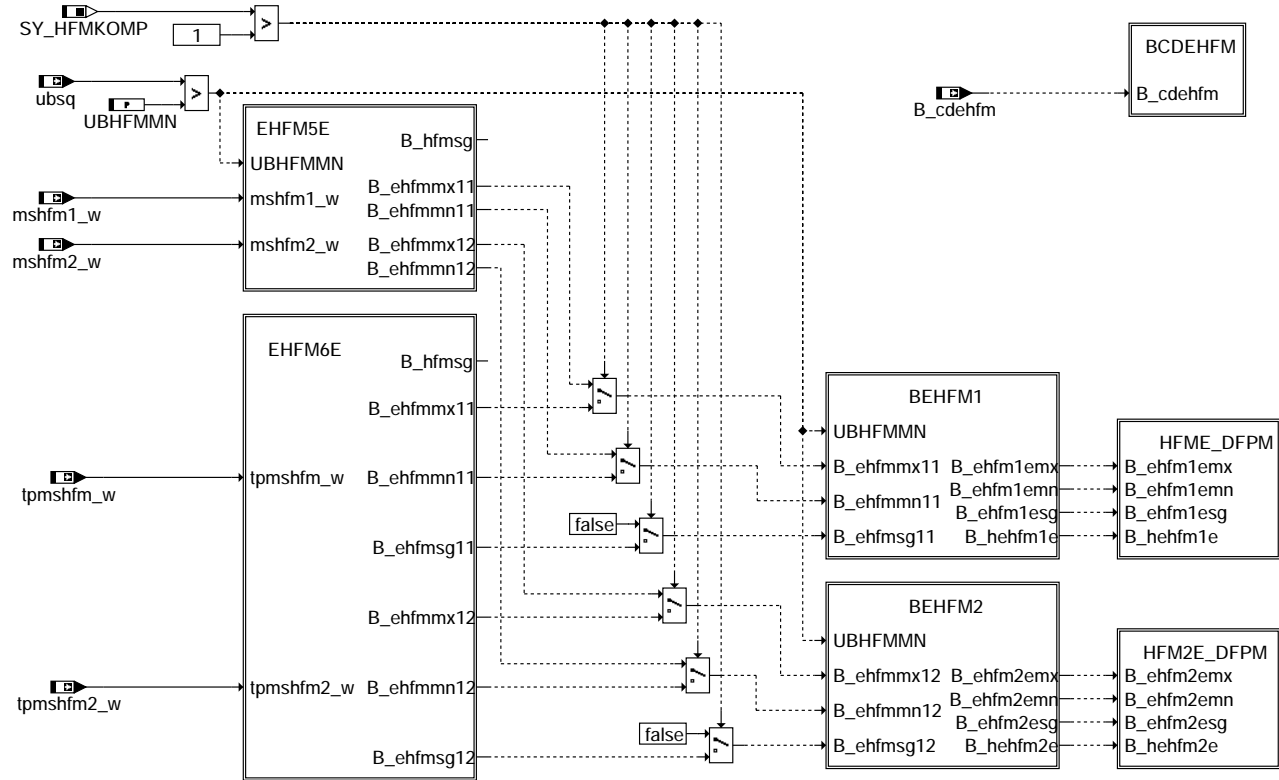 SY_HFMKOMP
1
>
ubsq
P
UBHFMMN
>
BCDEHFM
B_cdehfm
B_cdehfm
EHFM5E
B_hfmsg
UBHFMMN
mshfm1_w
mshfm1_w
B_ehfmmx11
B_ehfmmn11
mshfm2_w
mshfm2_w
B_ehfmmx12
B_ehfmmn12
EHFM6E
B_hfmsg
B_ehfmmx11
tpmshfm_w
tpmshfm_w
B_ehfmmn11
B_ehfmsg11
B_ehfmmx12
tpmshfm2_w
tpmshfm2_w
B_ehfmmn12
B_ehfmsg12
false
false
BEHFM1
UBHFMMN
B_ehfmmx11
B_ehfmmn11
B_ehfmsg11
B_ehfm1emx
B_ehfm1emn
B_ehfm1esg
B_hehfm1e
HFME_DFPM
B_ehfm1emx
B_ehfm1emn
B_ehfm1esg
B_hehfm1e
BEHFM2
UBHFMMN
B_ehfmmx12
B_ehfmmn12
B_ehfmsg12
B_ehfm2emx
B_ehfm2emn
B_ehfm2esg
B_hehfm2e
HFM2E_DFPM
B_ehfm2emx
B_ehfm2emn
B_ehfm2esg
B_hehfm2e